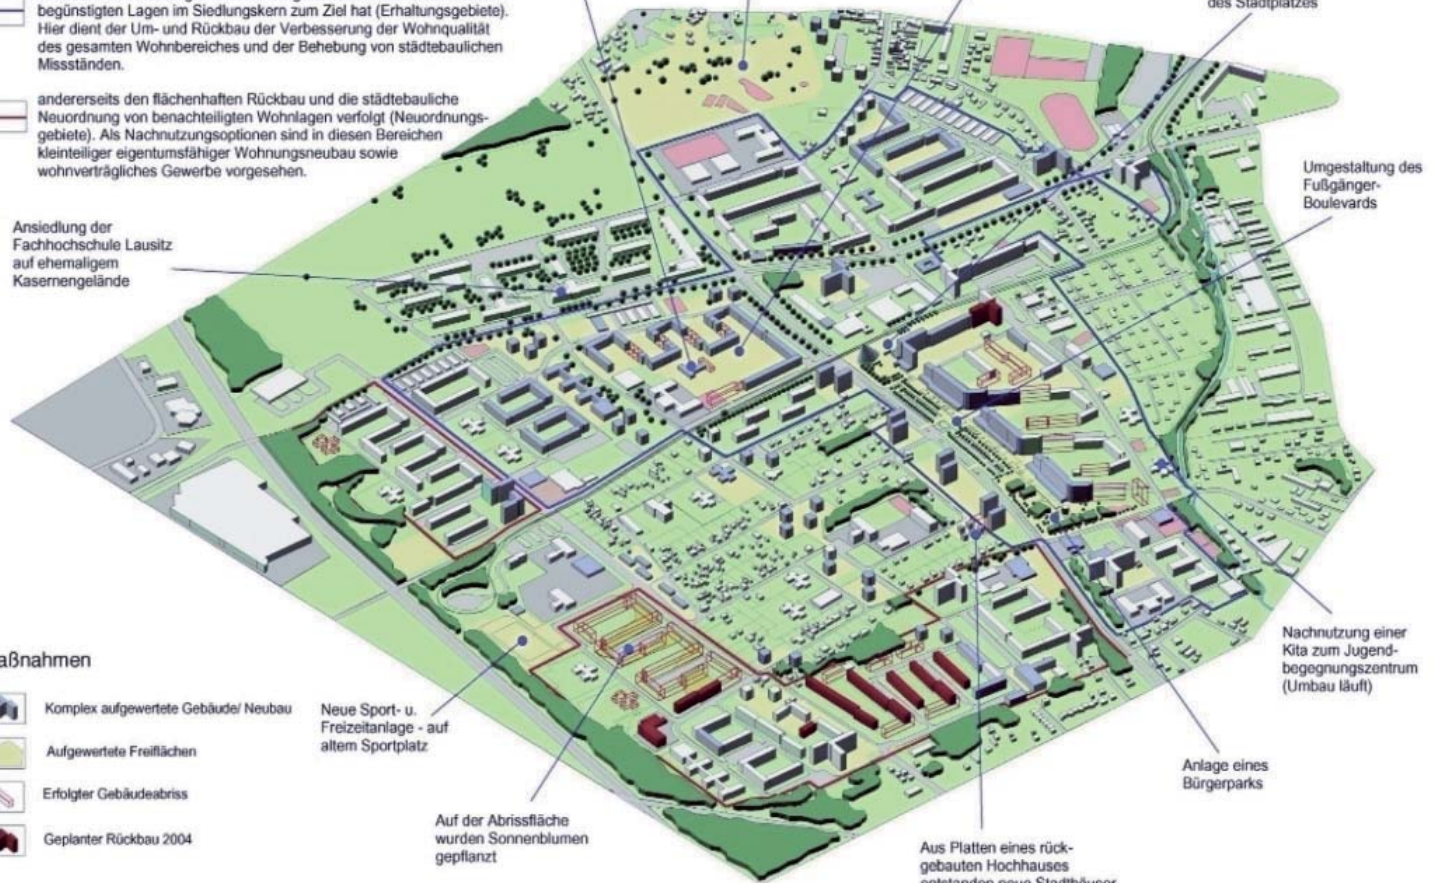 begünstigten Lagen im Siedlungskern zum Ziel hat (Erhaltungsgebiete).
Hier dient der Um- und Rückbau der Verbesserung der Wohnqualität
des gesamten Wohnbereiches und der Behebung von städtebaulichen
Missständen.
andererseits den flächenhaften Rückbau und die städtebauliche
Neuordnung von benachteiligten Wohnlagen verfolgt (Neuordnungs-
gebiete). Als Nachnutzungsoptionen sind in diesen Bereichen
kleinteiliger eigentumsfähiger Wohnungsneubau sowie
wohnverträgliches Gewerbe vorgesehen.
des Stadtplatzes
Umgestaltung des
Fußgänger-
Boulevards
Ansiedlung der
Fachhochschule Lausitz
auf ehemaligem
Kasernengelände
Nachnutzung einer
Kita zum Jugend-
begegnungszentrum
(Umbau läuft)
aßnahmen
Komplex aufgewertete Gebäude/ Neubau
Aufgewertete Freiflächen
Erfolgter Gebäudeabriss
Geplanter Rückbau 2004
Neue Sport- u.
Freizeitanlage - auf
altem Sportplatz
Auf der Abrissfläche
wurden Sonnenblumen
gepflanzt
Anlage eines
Bürgerparks
Aus Platten eines rück-
gebauten Hochhauses
entstanden neue Stadthäuser